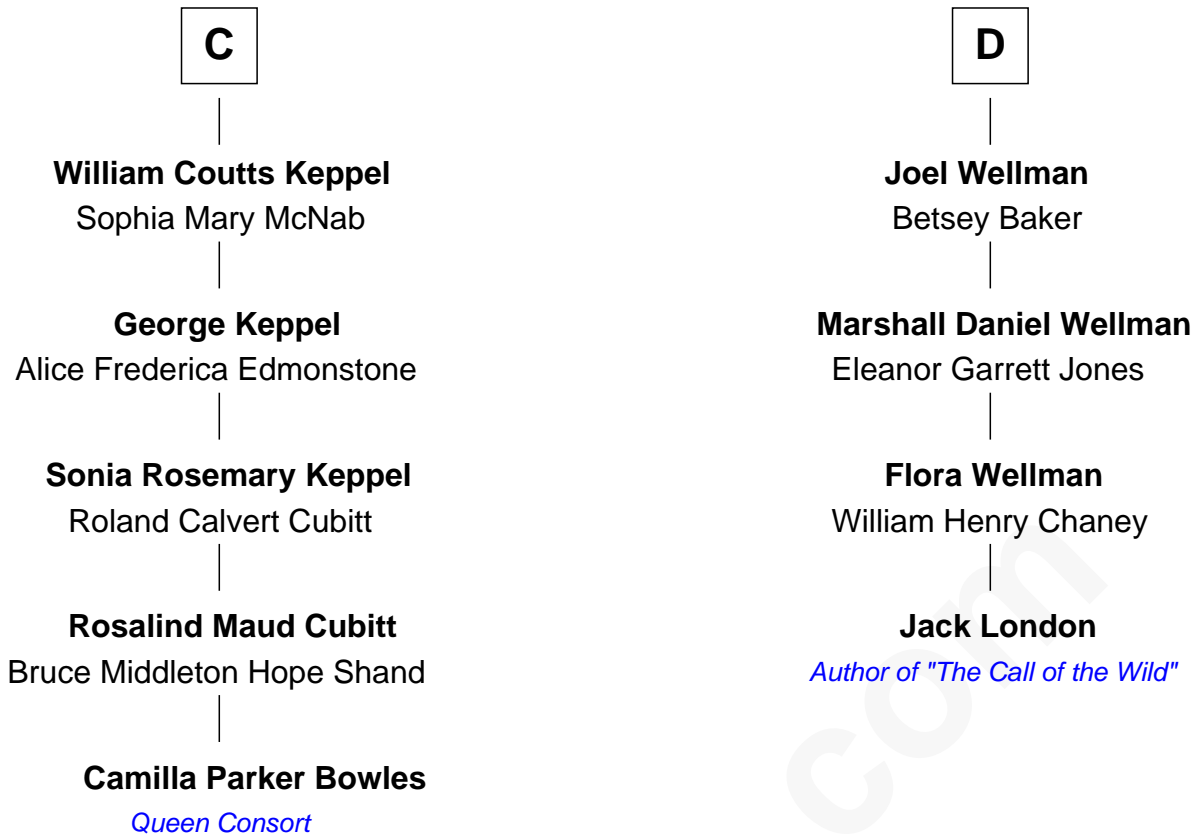 C
William Coutts Keppel
Sophia Mary McNab
George Keppel
Alice Frederica Edmonstone
Sonia Rosemary Keppel
Roland Calvert Cubitt
Rosalind Maud Cubitt
Bruce Middleton Hope Shand
Camilla Parker Bowles
Queen Consort
D
Joel Wellman
Betsey Baker
Marshall Daniel Wellman
Eleanor Garrett Jones
Flora Wellman
William Henry Chaney
Jack London
Author of "The Call of the Wild"
com